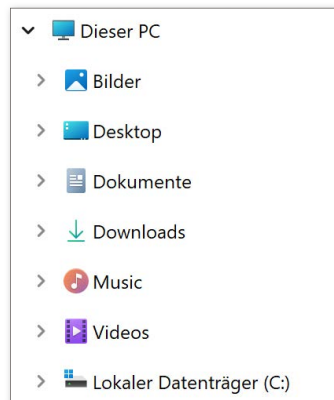 Dieser PC
Bilder
Desktop
Dokumente
Downloads
Music
Videos
Lokaler Datenträger (C:)